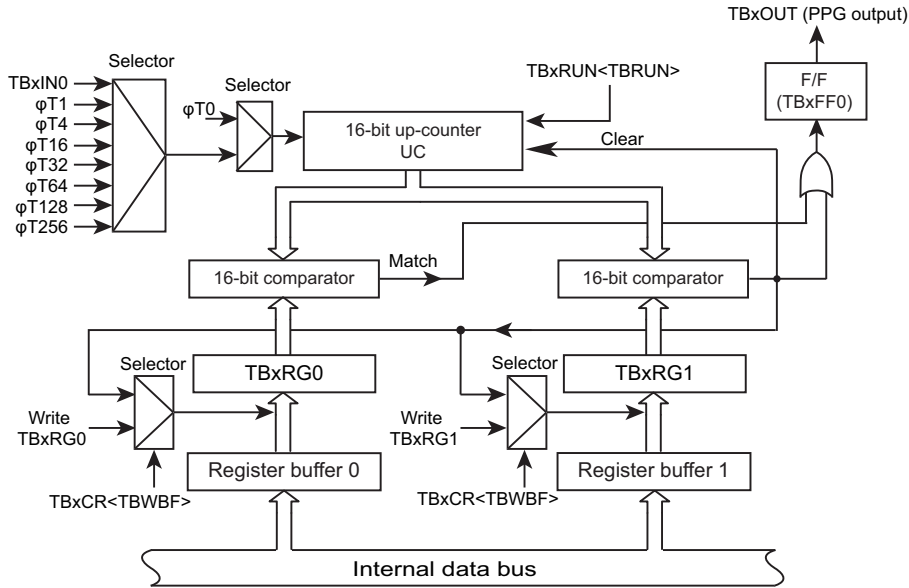 TBxOUT (PPG output)
Selector
TBxIN0
φT1
φT4
φT16
φT32
φT64
φT128
φT256
Selector
φT0
16-bit up-counter
UC
TBxRUN<TBRUN>
Clear
F/F
(TBxFF0)
16-bit comparator
Match
16-bit comparator
Selector
TBxRG0
Write
TBxRG0
Register buffer 0
TBxCR<TBWBF>
Selector
TBxRG1
Write
TBxRG1
Register buffer 1
TBxCR<TBWBF>
Internal data bus